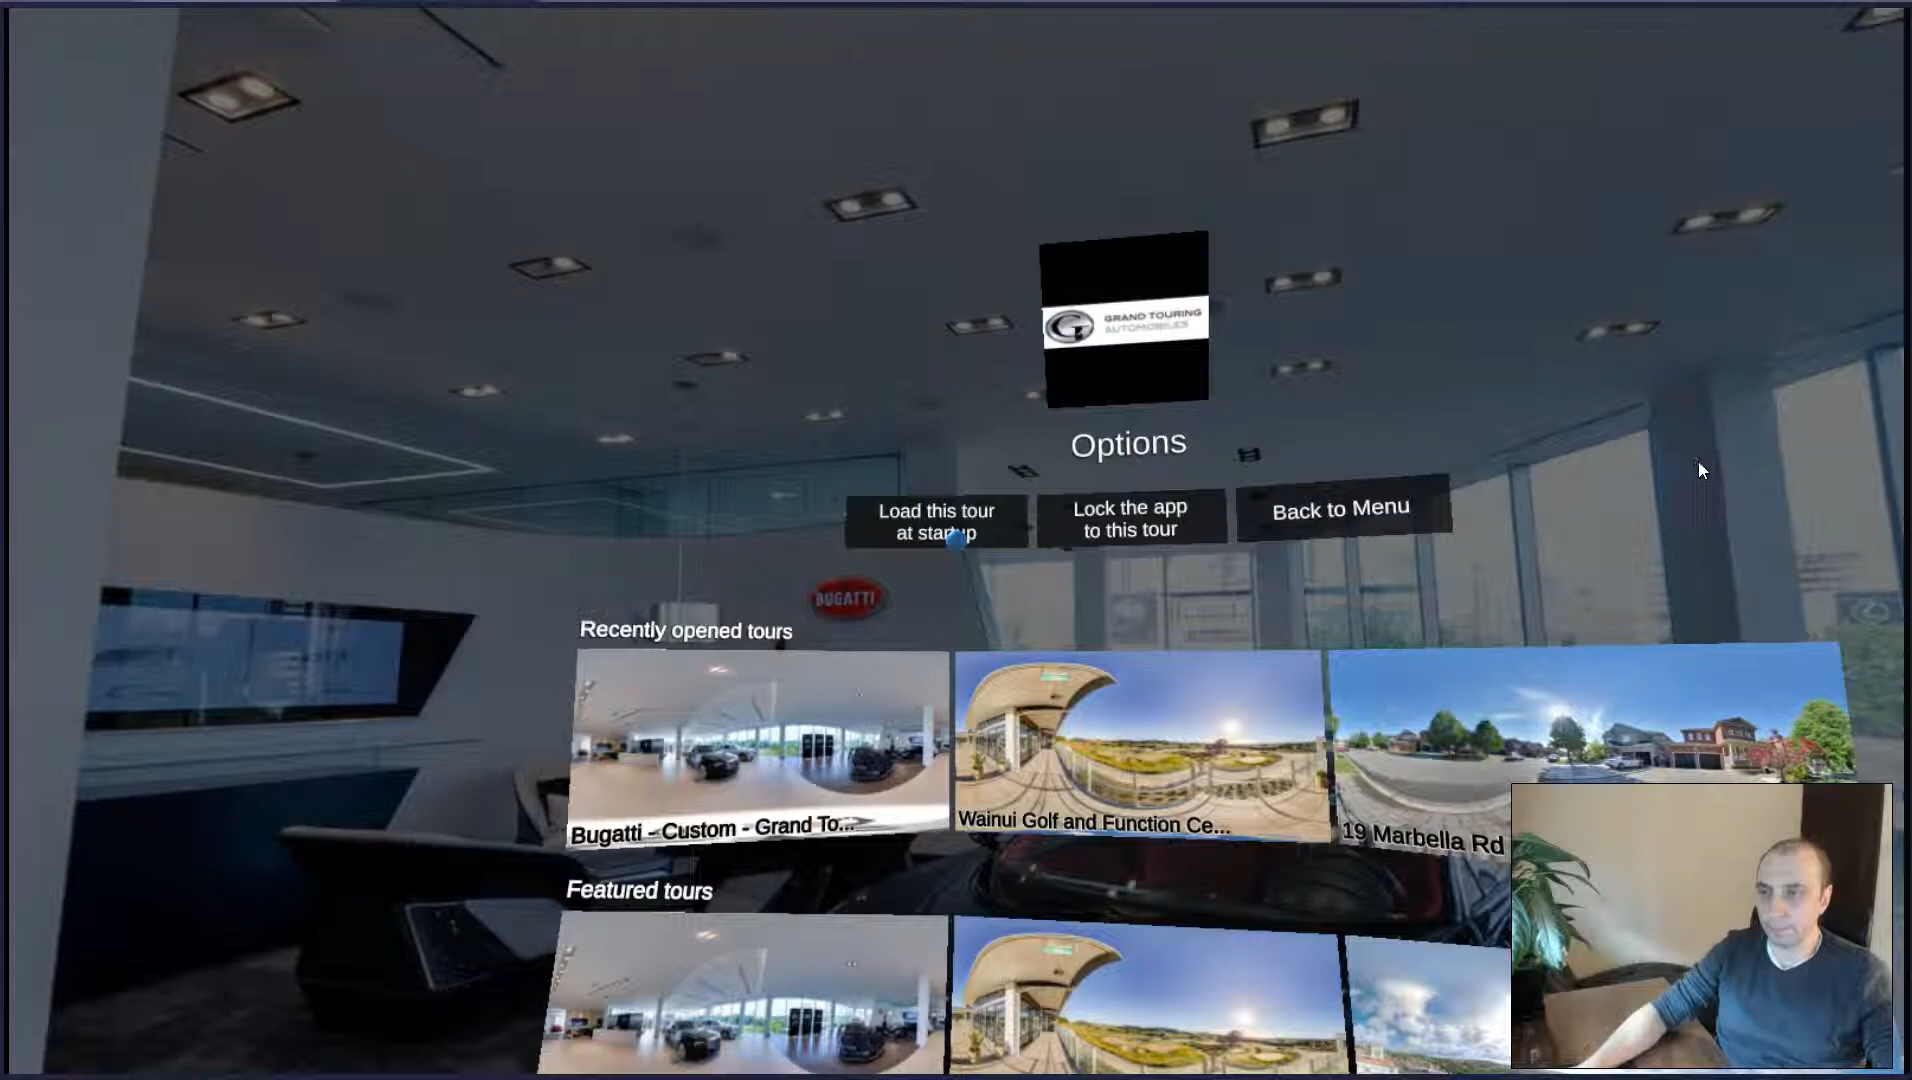 GRAND TOURING
AUTOMOBILES
Options
Load this tour
at startup
Lock the app
to this tour
Back to Menu
BUGATTI
Recently opened tours
Bugatti - Custom - Grand To...
Wainui Golf and Function Ce...
19 Marbella Rd
Featured tours